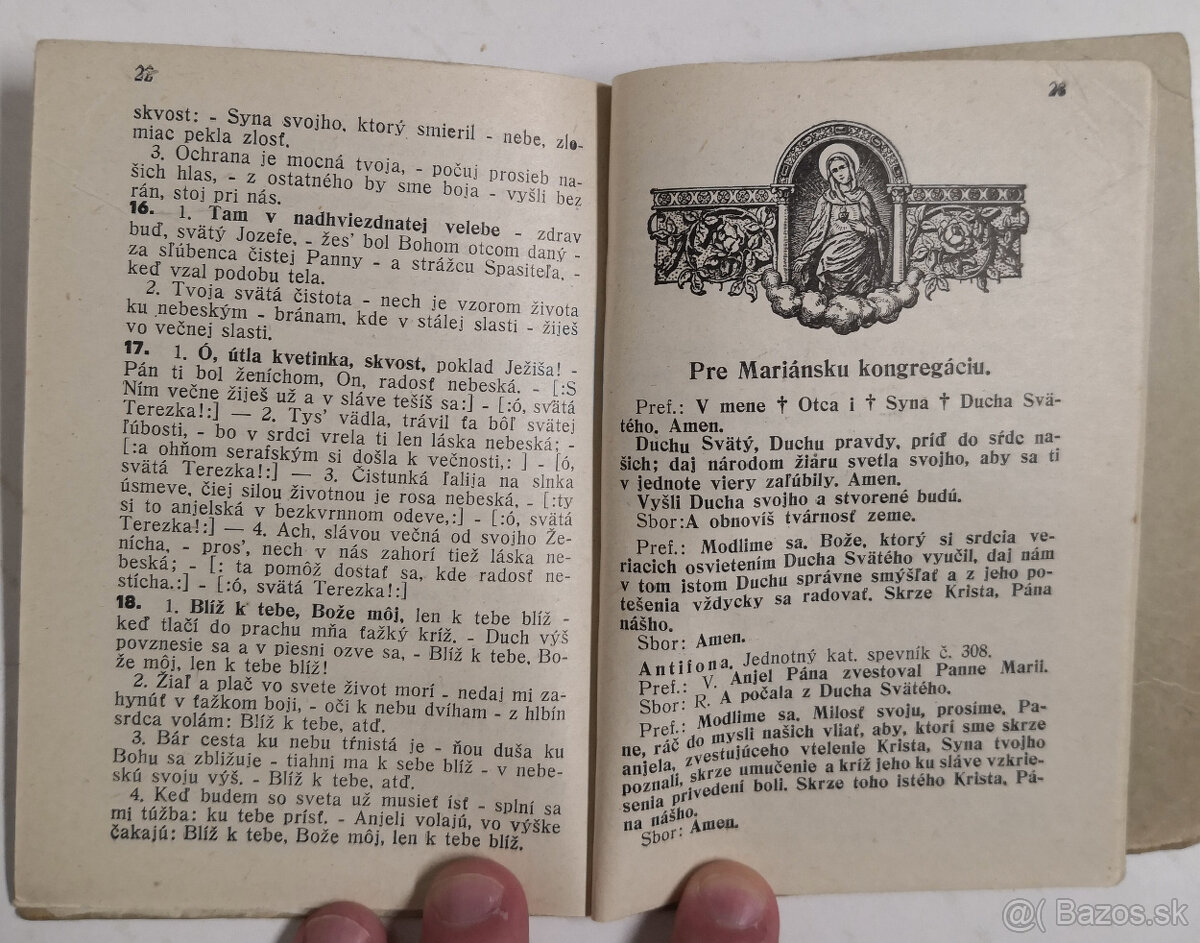 22
skvost: - Syna svojho, ktorý smieril - nebe, zlo-
miac pekla zlosť.
3. Ochrana je mocná tvoja, - počuj prosieb na-
šich hlas, - z ostatného by sme boja - vyšli bez
rán, stoj pri nás.
16. 1. Tam v nadhviezdnatej velebe - zdrav
buď, svätý Jozefe, - žes' bol Bohom otcom daný -
za sľúbenca čistej Panny - a strážcu Spasiteľa, -
keď vzal podobu tela.
2. Tvoja svätá čistota - nech je vzorom života
ku nebeským - bránam, kde v stálej slasti - žiješ
vo večnej slasti.
17. 1. Ó, útla kvetinka, skvost, poklad Ježiša! -
Pán ti bol ženíchom, On, radosť nebeská. - [:S
Ním večne žiješ už a v sláve tešíš sa:] - [:ó, svätá
Terezka!:] — 2. Tys' vädla, trávil ťa bôľ svätej
ľúbosti, - bo v srdci vrela ti len láska nebeská; -
[:a ohňom serafským si došla k večnosti,: ] - [ó,
svätá Terezka!:] — 3. Čistunká ľalija na slnka
úsmeve, čiej silou životnou je rosa nebeská, - [:ty
si to anjelská v bezkvrnnom odeve,:] - [:ó, svätá
Terezka!:] — 4. Ach, slávou večná od svojho Že-
nícha, - pros', nech v nás zahorí tiež láska ne-
beská; - [: ta pomôž dostať sa, kde radosť ne-
stícha.:] - [:ó, svätá Terezka!:]
18. 1. Blíž k tebe, Bože môj, len k tebe blíž -
keď tlačí do prachu mňa ťažký kríž. - Duch výš
povznesie sa a v piesni ozve sa, - Blíž k tebe, Bo-
že môj, len k tebe blíž!
2. Žiaľ a plač vo svete život morí - nedaj mi za-
hynúť v ťažkom boji, - oči k nebu dvíham - z hlbín
srdca volám: Blíž k tebe, atď.
3. Bár cesta ku nebu tŕnistá je - ňou duša ku
Bohu sa zbližuje - tiahni ma k sebe blíž - v nebe-
skú svoju výš. - Blíž k tebe, atď.
4. Keď budem so sveta už musieť ísť - splní sa
mi túžba: ku tebe prísť. - Anjeli volajú, vo výške
čakajú: Blíž k tebe, Bože môj, len k tebe blíž.
Pre Mariánsku kongregáciu.
Pref.: V mene † Otca i † Syna † Ducha Svä-
tého. Amen.
Duchu Svätý, Duchu pravdy, príď do sŕdc na-
šich; daj národom žiaru svetla svojho, aby sa ti
v jednote viery zaľúbily. Amen.
Vyšli Ducha svojho a stvorené budú.
Sbor:A obnovíš tvárnosť zeme.
Pref.: Modlime sa. Bože, ktorý si srdcia ve-
riacich osvietením Ducha Svätého vyučil, daj nám
v tom istom Duchu správne smýšľať a z jeho po-
tešenia vždycky sa radovať. Skrze Krista, Pána
nášho.
Sbor: Amen.
Antifona. Jednotný kat. spevník č. 308.
Pref.: V. Anjel Pána zvestoval Panne Marii.
Sbor: R. A počala z Ducha Svätého.
Pref.: Modlime sa. Milosť svoju, prosíme, Pa-
ne, ráč do mysli našich vliať, aby, ktorí sme skrze
anjela, zvestujúceho vtelenie Krista, Syna tvojho
poznali, skrze umučenie a kríž jeho ku sláve vzkrie-
senia privedení boli. Skrze toho istého Krista, Pá-
na nášho.
Sbor: Amen.
@( Bazos.sk